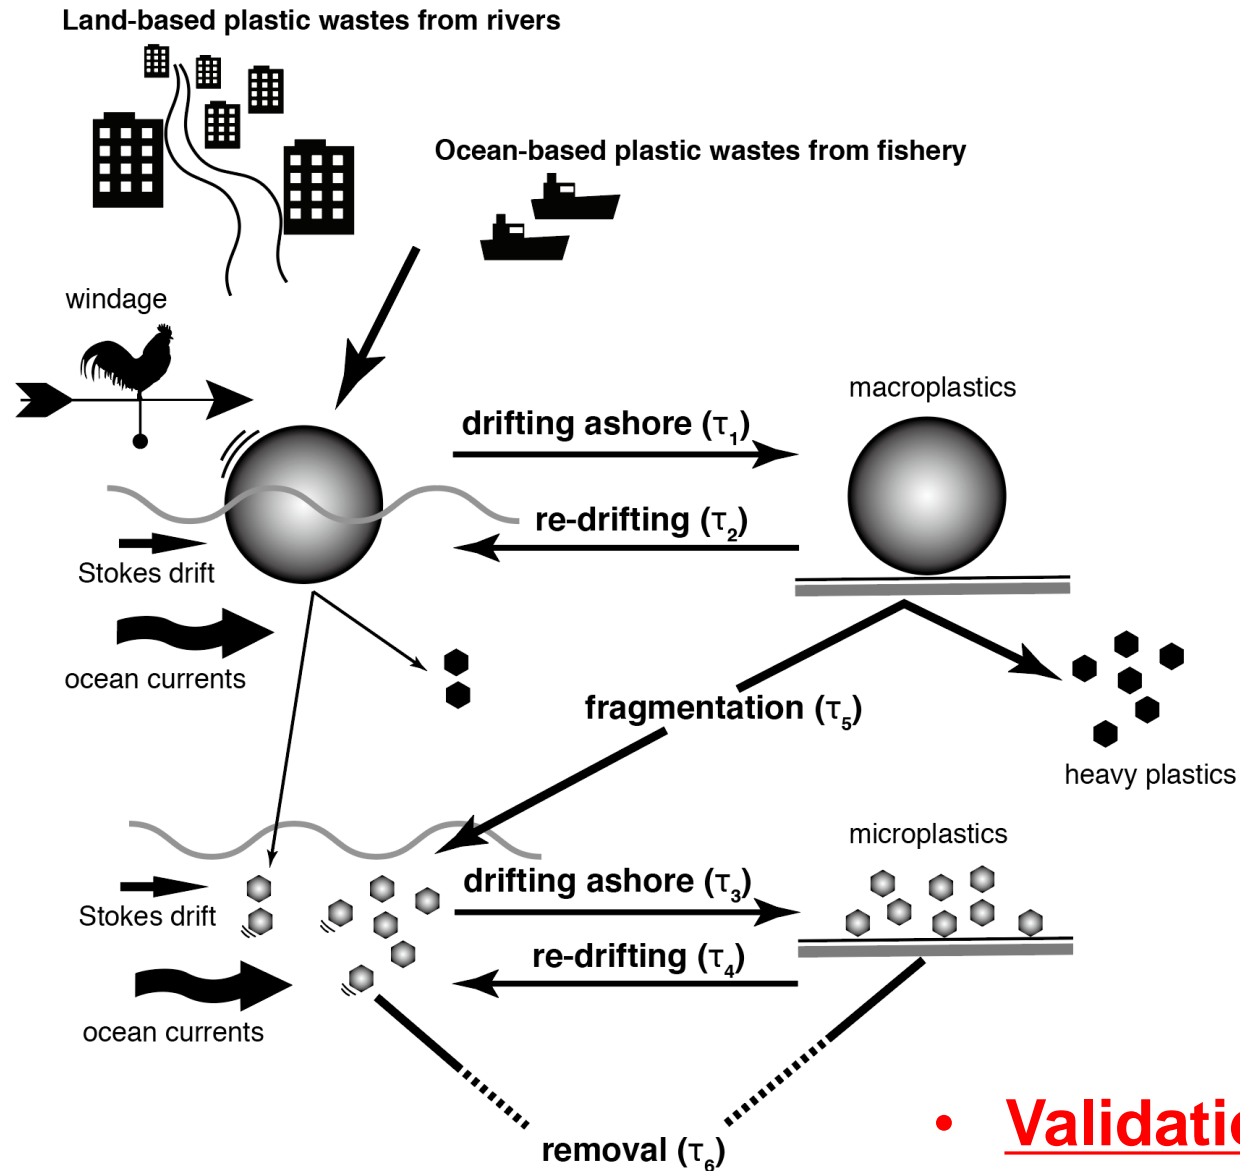 Land-based plastic wastes from rivers
Ocean-based plastic wastes from fishery
windage
macroplastics
drifting ashore (τ₁)
re-drifting (τ₂)
Stokes drift
ocean currents
fragmentation (τ₅)
heavy plastics
microplastics
drifting ashore (τ₃)
Stokes drift
re-drifting (τ₄)
ocean currents
• 
removal (τ₆)